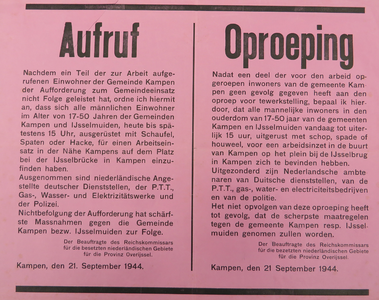 Aufruf
Nachdem ein Teil der zur Arbeit aufge-
rufenen Einwohner der Gemeinde Kampen
der Aufforderung zum Gemeindeeinsatz
nicht Folge geleistet hat, ordne ich hiermit
an, dass sich alle männlichen Einwohner
im Alter von 17-50 Jahren der Gemeinden
Kampen und IJsselmuiden, heute bis spä-
testens 15 Uhr, ausgerüstet mit Schaufel,
Spaten oder Hacke, für einen Arbeitsein-
satz in der Nähe Kampens auf dem Platz
bei der IJsselbrücke in Kampen einzu-
finden haben.
Ausgenommen sind niederländische Ange-
stellte deutscher Dienststellen, der P.T.T.,
Gas-, Wasser- und Elektrizitätswerke und
der Polizei.
Nichtbefolgung der Aufforderung hat schärf-
ste Massnahmen gegen die Gemeinde
Kampen bezw. IJsselmuiden zur Folge.
Der Beauftragte des Reichskommissars
für die besetzten niederländischen Gebiete
für die Provinz Overijssel.
Kampen, den 21. September 1944.
Oproeping
Nadat een deel der voor den arbeid op-
geroepen inwoners van de gemeente Kam-
pen geen gevolg gegeven heeft aan den
oproep voor tewerkstelling, bepaal ik hier-
door, dat alle mannelijke inwoners in den
ouderdom van 17-50 jaar van de gemeenten
Kampen en IJsselmuiden vandaag tot uiter-
lijk 15 uur, uitgerust met schop, spade of
houweel, voor een arbeidsinzet in de buurt
van Kampen op het plein bij de IJsselbrug
in Kampen zich te bevinden hebben.
Uitgezonderd zijn Nederlandsche ambte
naren van Duitsche dienststellen, van de
P.T.T., gas-, water- en electriciteitsbedrijven
en van de politie.
Het niet opvolgen van deze oproeping heeft
tot gevolg, dat de scherpste maatregelen
tegen de gemeente Kampen resp. IJssel-
muiden genomen zullen worden.
Der Beauftragte des Reichskommissars
für die besetzten niederländischen Gebiete
für die Provinz Overijssel.
Kampen, den 21 September 1944.